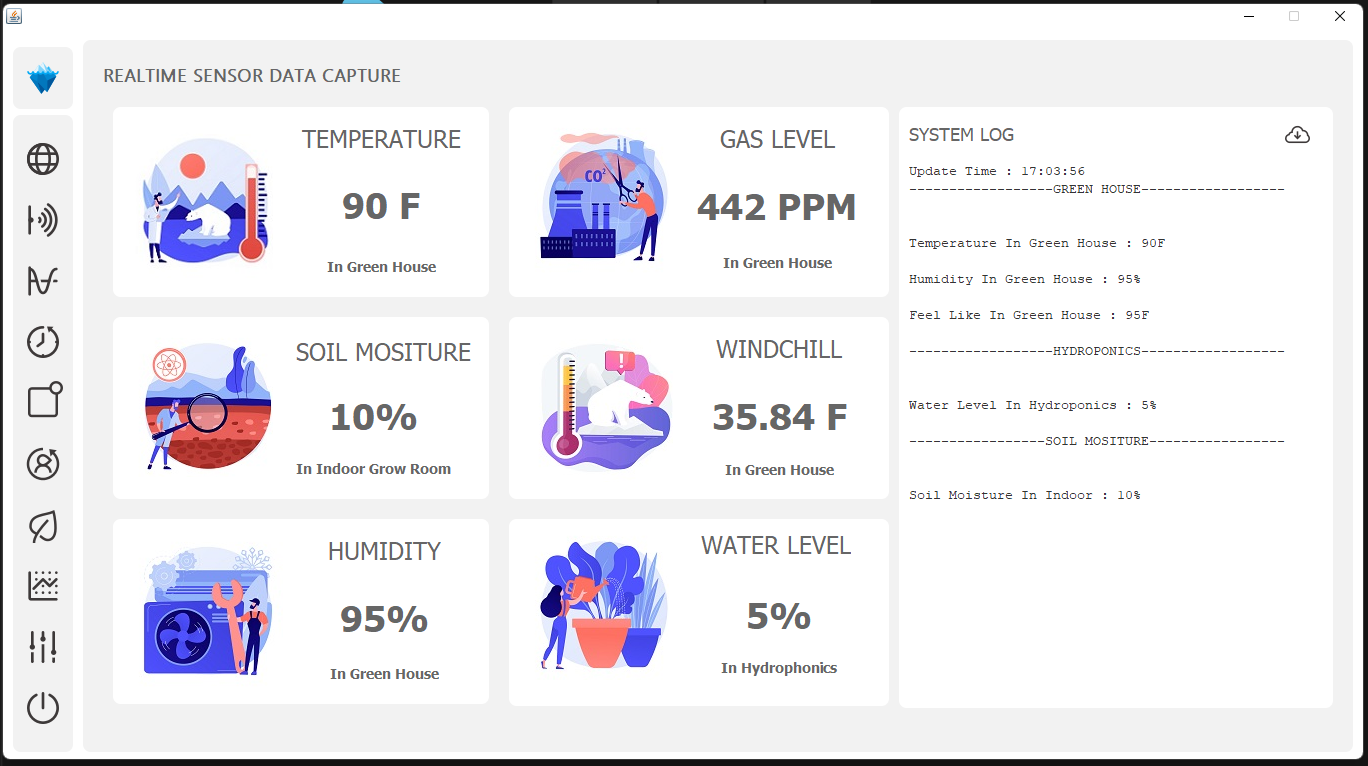 REALTIME SENSOR DATA CAPTURE
TEMPERATURE
90 F
In Green House
GAS LEVEL
CO2
442 PPM
In Green House
SOIL MOSITURE
10%
In Indoor Grow Room
WINDCHILL
!
35.84 F
In Green House
HUMIDITY
95%
In Green House
WATER LEVEL
5%
In Hydrophonics
SYSTEM LOG
Update Time : 17:03:56
------------------GREEN HOUSE------------------
Temperature In Green House : 90F
Humidity In Green House : 95%
Feel Like In Green House : 95F
------------------HYDROPONICS------------------
Water Level In Hydroponics : 5%
-----------------SOIL MOSITURE-----------------
Soil Moisture In Indoor : 10%